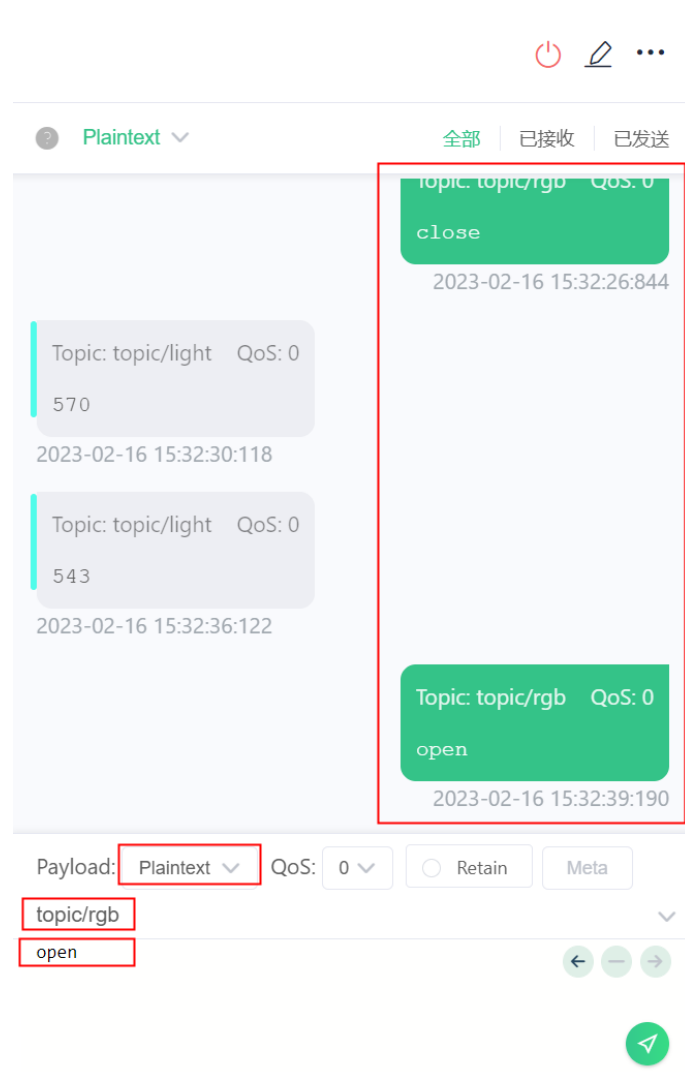 ?
Plaintext
全部 已接收 已发送
Topic: topic/rgb QoS: 0
close
2023-02-16 15:32:26:844
Topic: topic/light QoS: 0
570
2023-02-16 15:32:30:118
Topic: topic/light QoS: 0
543
2023-02-16 15:32:36:122
Topic: topic/rgb QoS: 0
open
2023-02-16 15:32:39:190
Payload: Plaintext QoS: 0 Retain Meta
topic/rgb
open